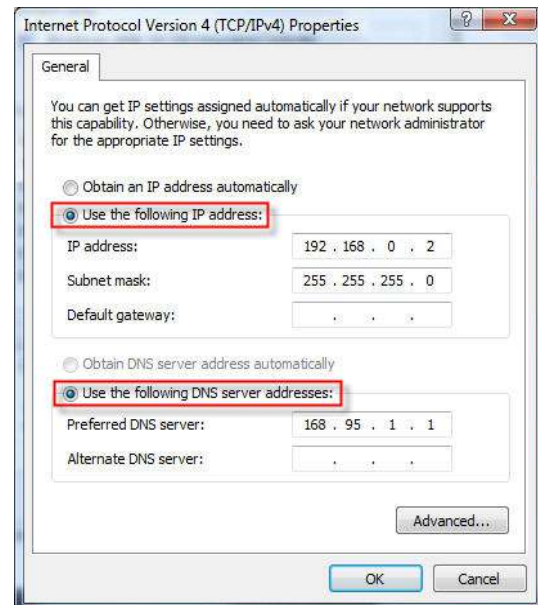 Internet Protocol Version 4 (TCP/IPv4) Properties
General
You can get IP settings assigned automatically if your network supports
this capability. Otherwise, you need to ask your network administrator
for the appropriate IP settings.
Obtain an IP address automatically
Use the following IP address:
IP address: 192 . 168 . 0 . 2
Subnet mask: 255 . 255 . 255 . 0
Default gateway: . . .
Obtain DNS server address automatically
Use the following DNS server addresses:
Preferred DNS server: 168 . 95 . 1 . 1
Alternate DNS server: . . .
Advanced...
OK Cancel